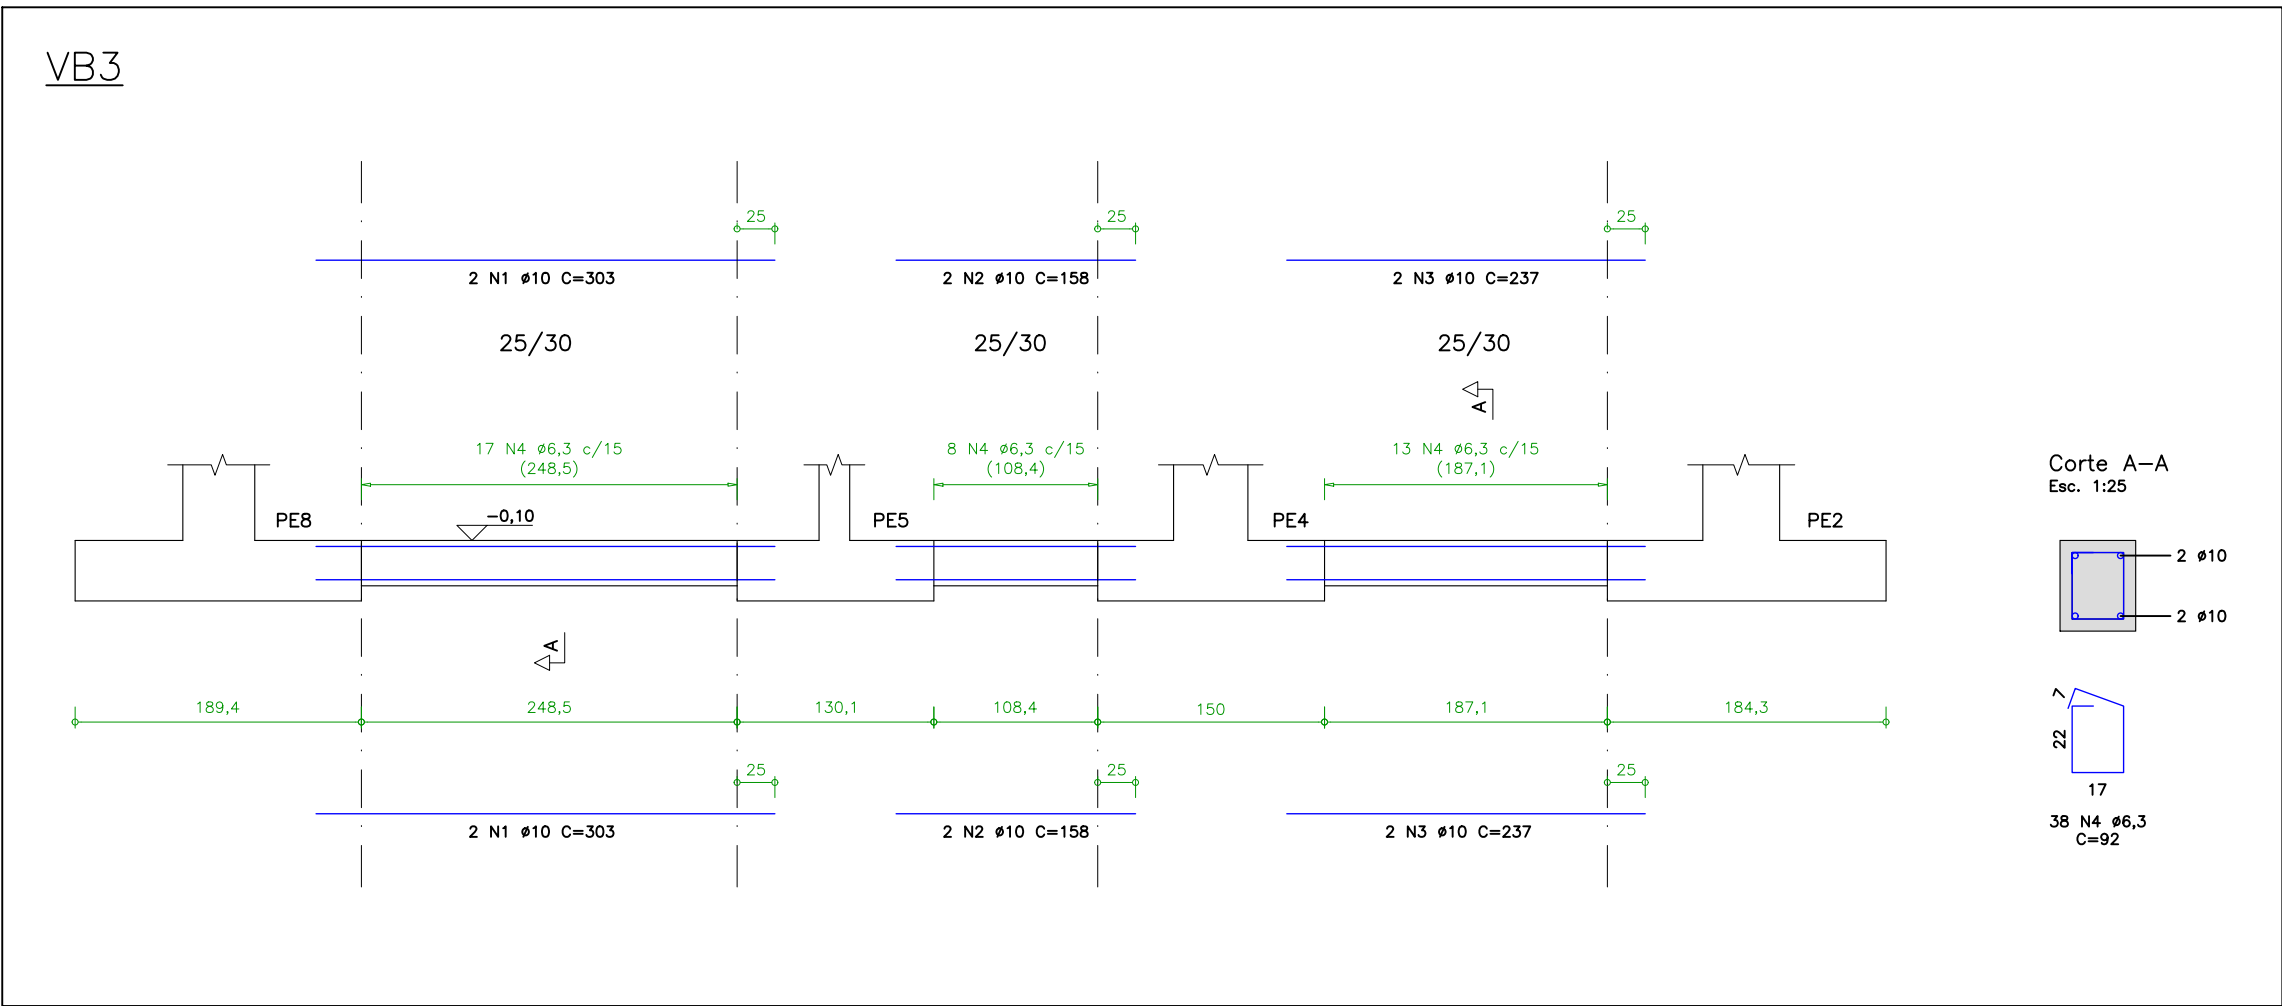 VB3
25
25
25
2 N1 ø10 C=303
2 N2 ø10 C=158
2 N3 ø10 C=237
25/30
25/30
25/30
A
17 N4 ø6,3 c/15
(248,5)
8 N4 ø6,3 c/15
(108,4)
13 N4 ø6,3 c/15
(187,1)
PE8
-0,10
PE5
PE4
PE2
A
189,4
248,5
130,1
108,4
150
187,1
184,3
25
25
25
2 N1 ø10 C=303
2 N2 ø10 C=158
2 N3 ø10 C=237
Corte A-A
Esc. 1:25
2 ø10
2 ø10
7
22
17
38 N4 ø6,3
C=92